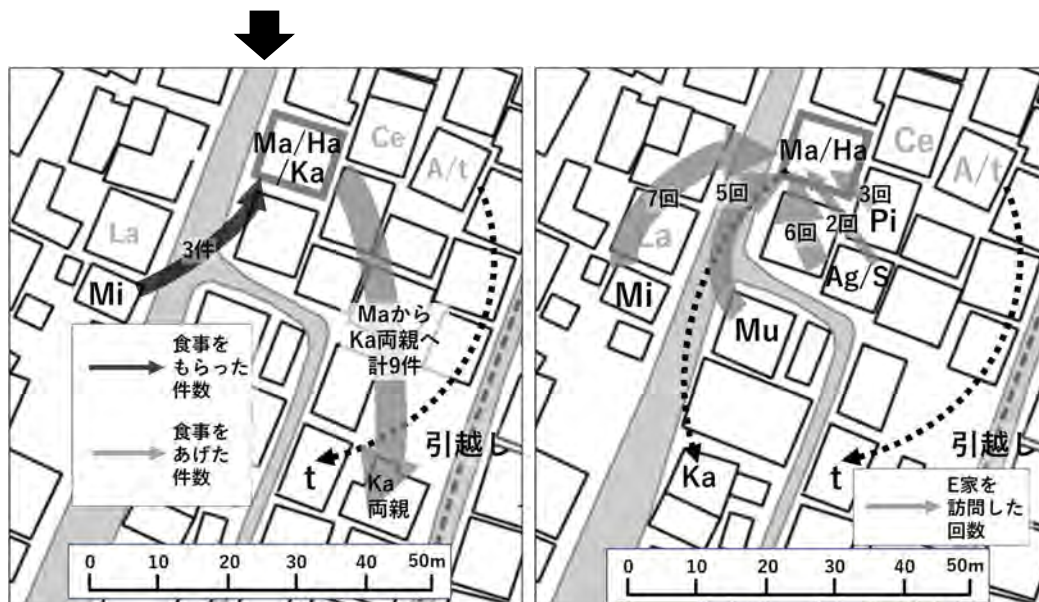 Ma/Ha
/Ka
Ce
A/t
La
3件
Mi
Maから
Ka両親へ
計9件
食事を
もらった
件数
食事を
あげた
件数
引越し
t
Ka
両親
0 10 20 30 40 50m
Ma/Ha
Ce
A/t
7回
5回
3回
La
6回
2回
Pi
Mi
Ag/S
Mu
引越し
Ka
t
E家を
訪問した
回数
0 10 20 30 40 50m